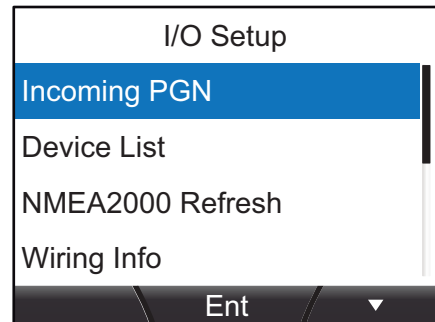 I/O Setup
Incoming PGN
Device List
NMEA2000 Refresh
Wiring Info
Ent